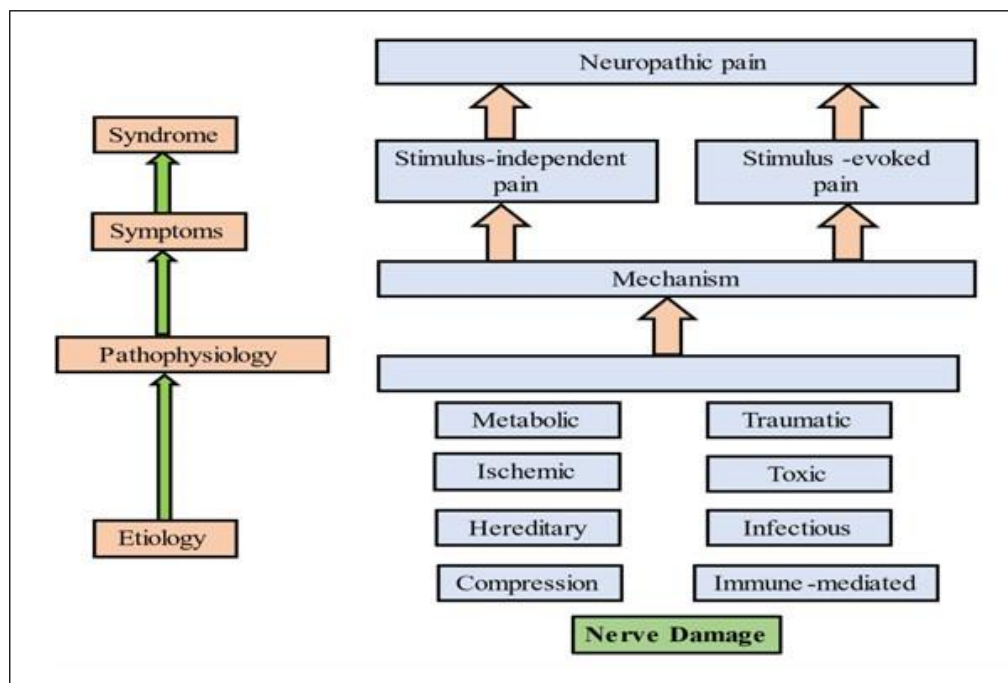 Neuropathic pain
Syndrome
Stimulus-independent
pain
Stimulus -evoked
pain
Symptoms
Mechanism
Pathophysiology
Metabolic
Traumatic
Ischemic
Toxic
Etiology
Hereditary
Infectious
Compression
Immune-mediated
Nerve Damage